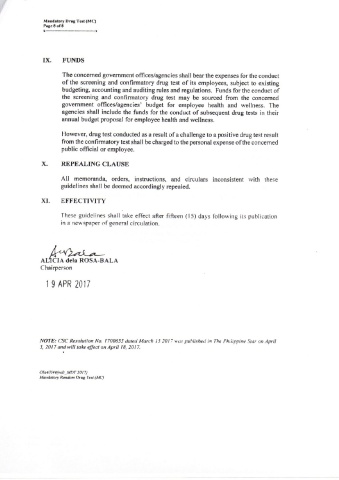 Mandatory Drug Test (MC)
Page 8 of 8
IX. FUNDS
The concerned government offices/agencies shall bear the expenses for the conduct
of the screening and confirmatory drug test of its employees, subject to existing
budgeting, accounting and auditing rules and regulations. Funds for the conduct of
the screening and confirmatory drug test may be sourced from the concerned
government offices/agencies' budget for employee health and wellness. The
agencies shall include the funds for the conduct of subsequent drug tests in their
annual budget proposal for employee health and wellness.
However, drug test conducted as a result of a challenge to a positive drug test result
from the confirmatory test shall be charged to the personal expense of the concerned
public official or employee.
X. REPEALING CLAUSE
All memoranda, orders, instructions, and circulars inconsistent with these
guidelines shall be deemed accordingly repealed.
XI. EFFECTIVITY
These guidelines shall take effect after fifteen (15) days following its publication
in a newspaper of general circulation.
ALICIA dela ROSA-BALA
Chairperson
19 APR 2017
NOTE: CSC Resolution No. 1700653 dated March 15 2017 was published in The Philippine Star on April
3, 2017 and will take effect on April 19, 2017.
Mandatory Random Drug Test (MC)